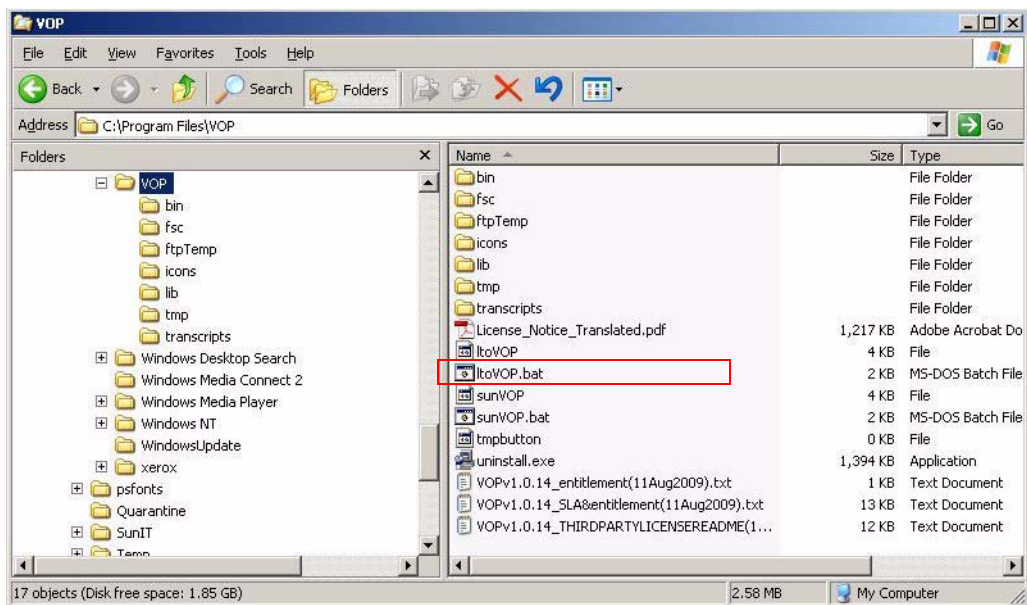 VOP
File Edit View Favorites Tools Help
Back Search Folders
Address C:\Program Files\VOP Go
Folders x
VOP
bin
fsc
ftpTemp
icons
lib
tmp
transcripts
Windows Desktop Search
Windows Media Connect 2
Windows Media Player
Windows NT
WindowsUpdate
xerox
psfonts
Quarantine
SunIT
Temp
Name Size Type
bin File Folder
fsc File Folder
ftpTemp File Folder
icons File Folder
lib File Folder
tmp File Folder
transcripts File Folder
License_Notice_Translated.pdf 1,217 KB Adobe Acrobat Do
ltoVOP 4 KB File
ltoVOP.bat 2 KB MS-DOS Batch File
sunVOP 4 KB File
sunVOP.bat 2 KB MS-DOS Batch File
tmpbutton 0 KB File
uninstall.exe 1,394 KB Application
VOPv1.0.14_entitlement(11Aug2009).txt 1 KB Text Document
VOPv1.0.14_SLA&entitlement(11Aug2009).txt 13 KB Text Document
VOPv1.0.14_THIRDPARTYLICENSEREADME(1... 12 KB Text Document
17 objects (Disk free space: 1.85 GB) 2.58 MB My Computer